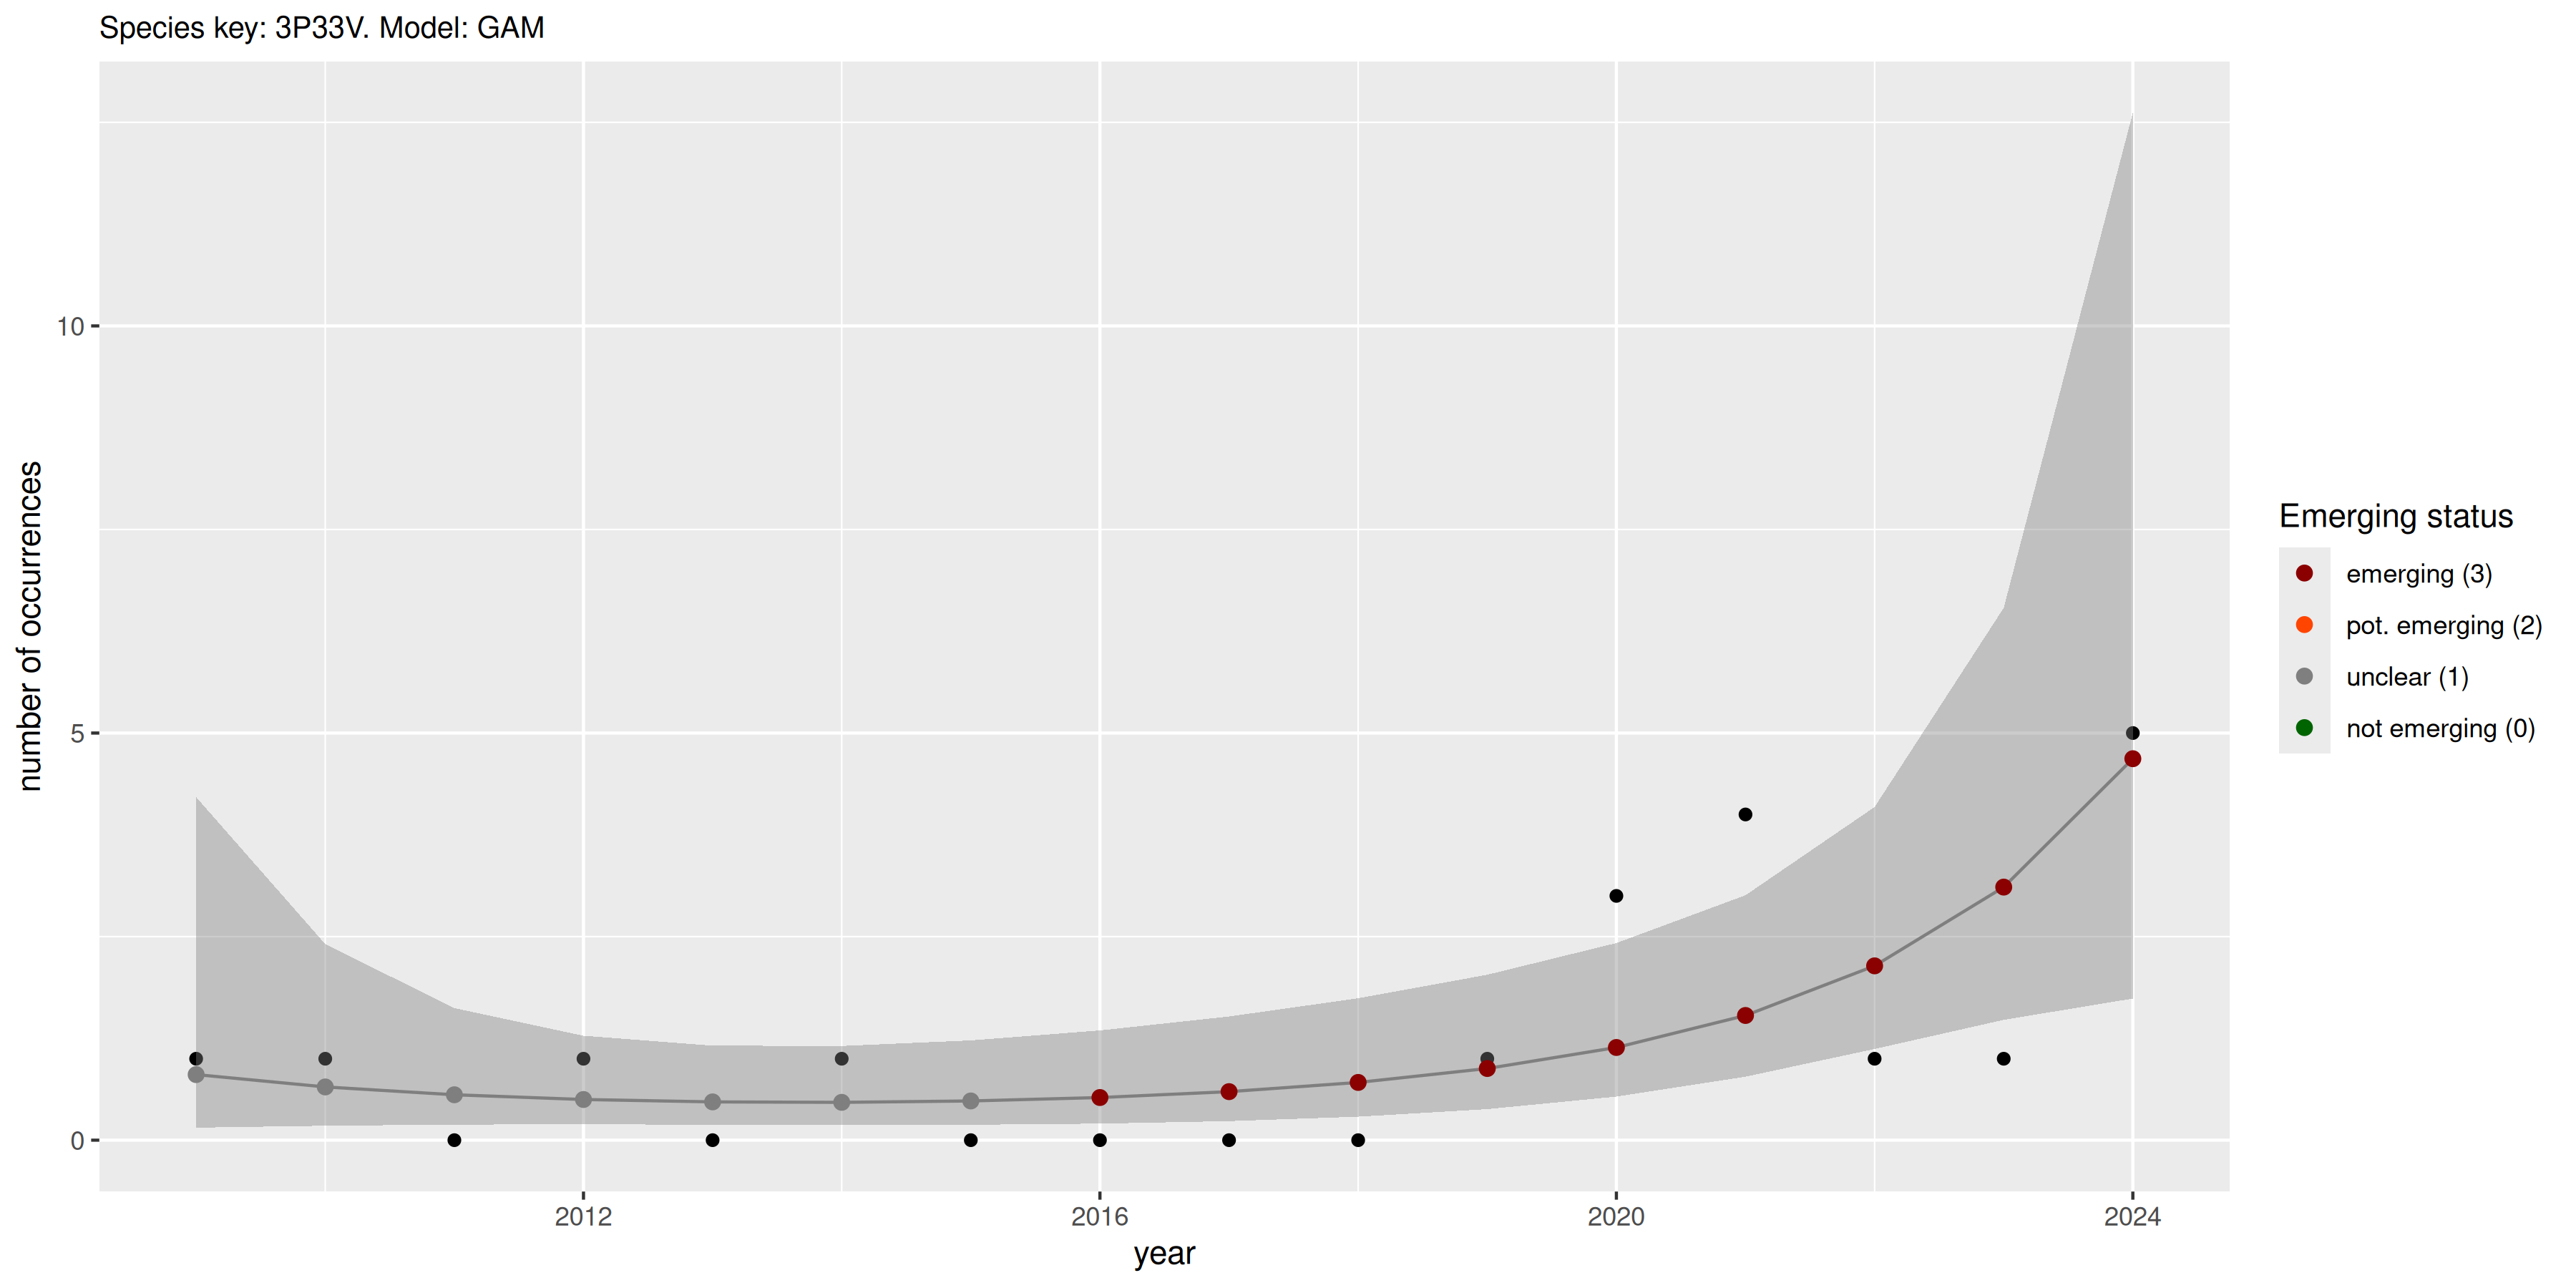 Species key: 3P33V. Model: GAM
number of occurrences
10
5
0
2012
2016
2020
2024
year
Emerging status
emerging (3)
pot. emerging (2)
unclear (1)
not emerging (0)